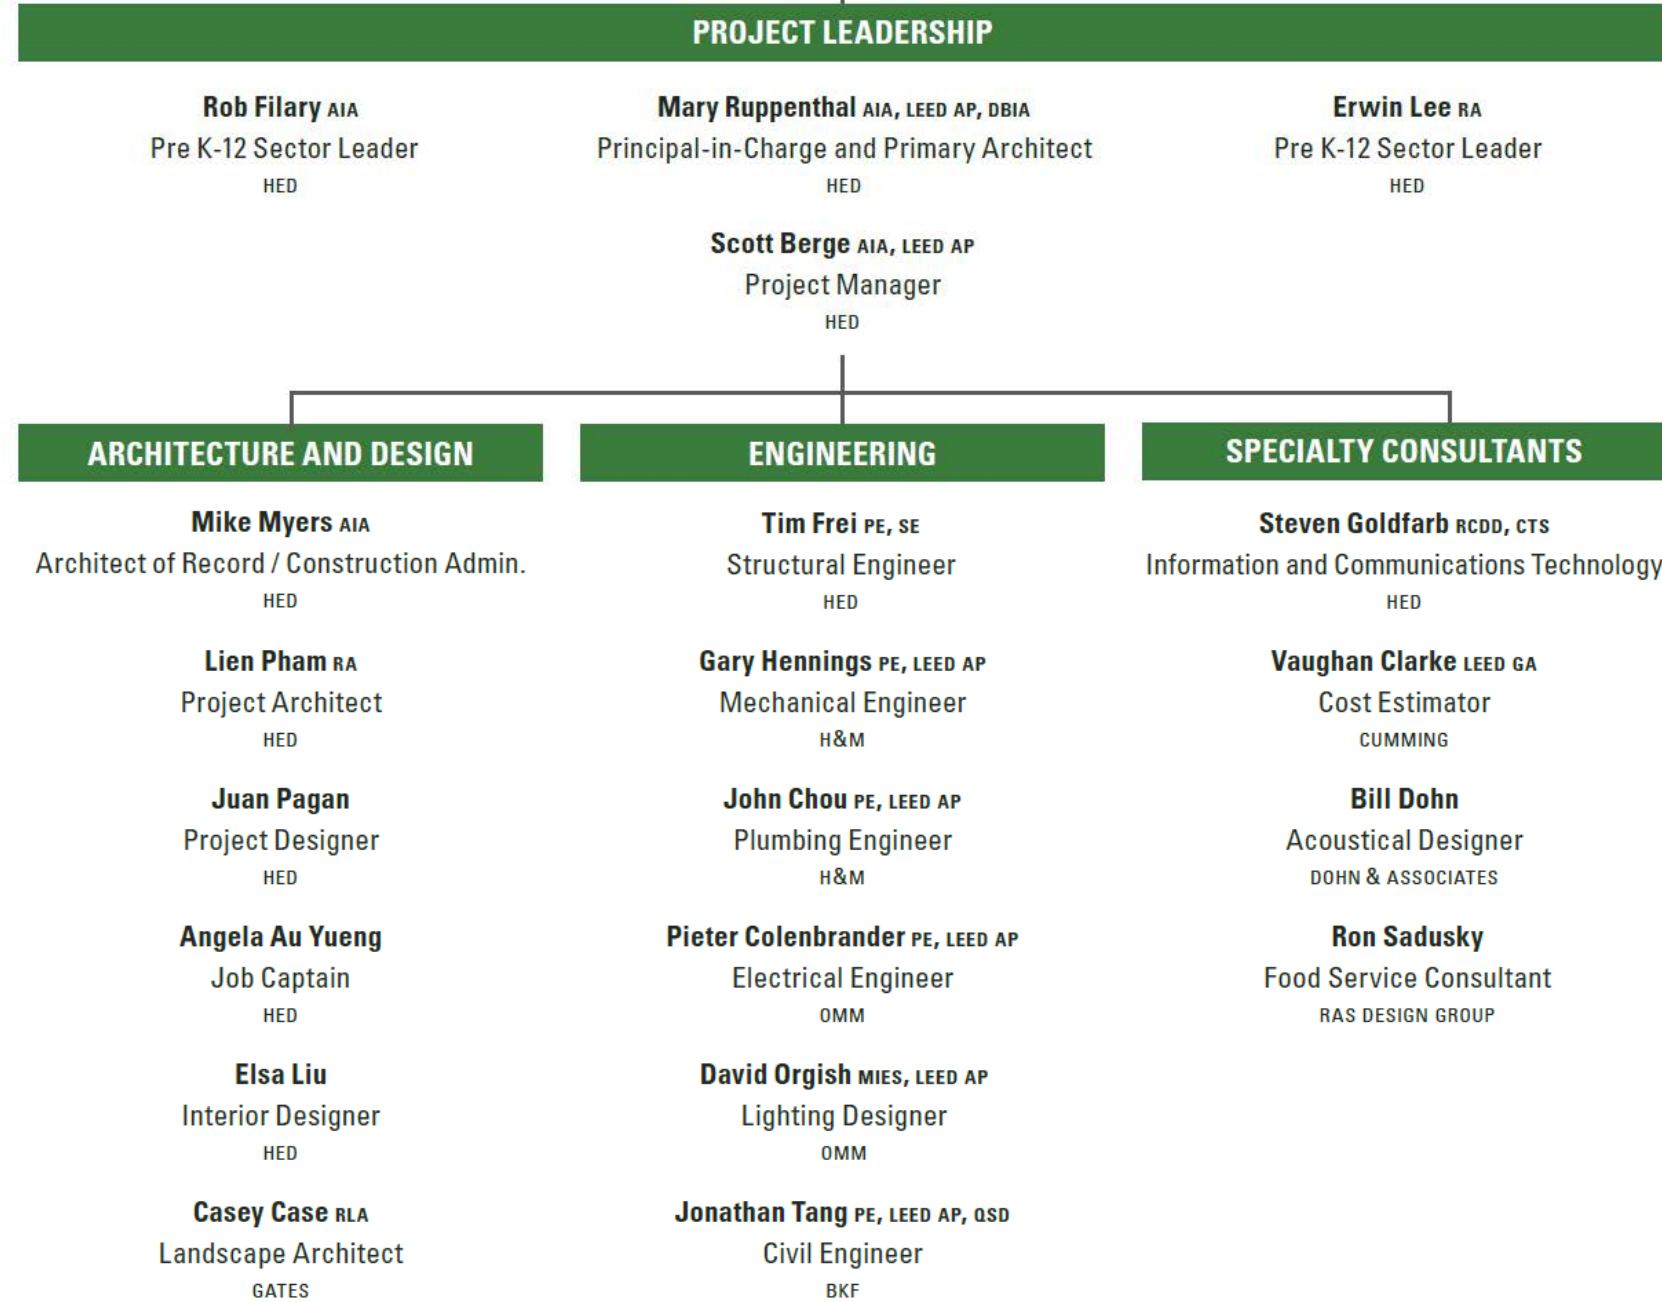 PROJECT LEADERSHIP
Rob Filary AIA
Pre K-12 Sector Leader
HED
Mary Ruppenthal AIA, LEED AP, DBIA
Principal-in-Charge and Primary Architect
HED
Erwin Lee RA
Pre K-12 Sector Leader
HED
Scott Berge AIA, LEED AP
Project Manager
HED
ARCHITECTURE AND DESIGN
Mike Myers AIA
Architect of Record / Construction Admin.
HED
Lien Pham RA
Project Architect
HED
Juan Pagan
Project Designer
HED
Angela Au Yueng
Job Captain
HED
Elsa Liu
Interior Designer
HED
Casey Case RLA
Landscape Architect
GATES
ENGINEERING
Tim Frei PE, SE
Structural Engineer
HED
Gary Hennings PE, LEED AP
Mechanical Engineer
H&M
John Chou PE, LEED AP
Plumbing Engineer
H&M
Pieter Colenbrander PE, LEED AP
Electrical Engineer
OMM
David Orgish MIES, LEED AP
Lighting Designer
OMM
Jonathan Tang PE, LEED AP, QSD
Civil Engineer
BKF
SPECIALTY CONSULTANTS
Steven Goldfarb RCDD, CTS
Information and Communications Technology
HED
Vaughan Clarke LEED GA
Cost Estimator
CUMMING
Bill Dohn
Acoustical Designer
DOHN & ASSOCIATES
Ron Sadusky
Food Service Consultant
RAS DESIGN GROUP